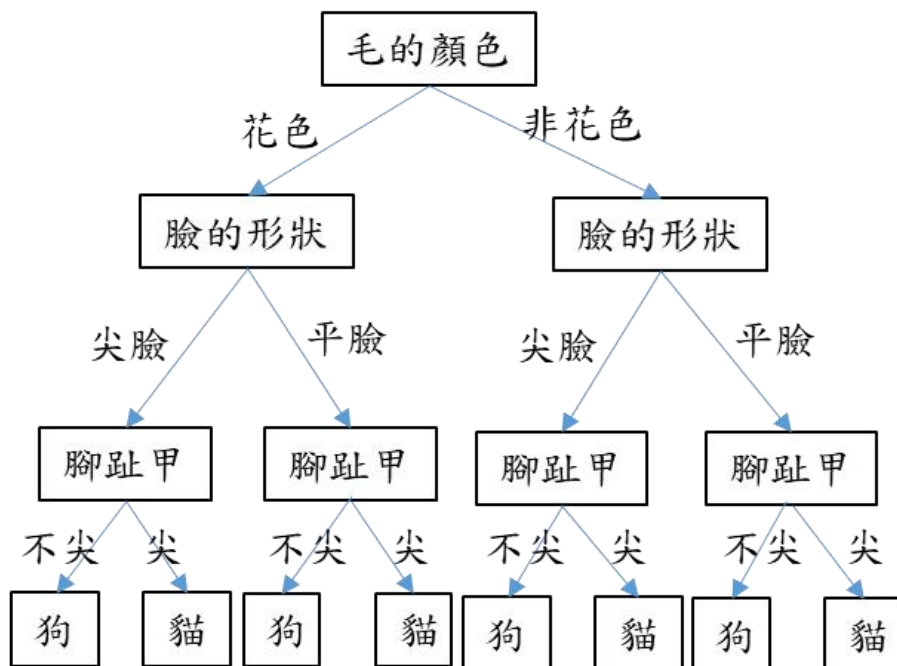 毛的顏色
花色 非花色
臉的形狀 臉的形狀
尖臉 平臉 尖臉 平臉
腳趾甲 腳趾甲 腳趾甲 腳趾甲
不尖 尖 不尖 尖 不尖 尖 不尖 尖
狗 貓 狗 貓 狗 貓 狗 貓